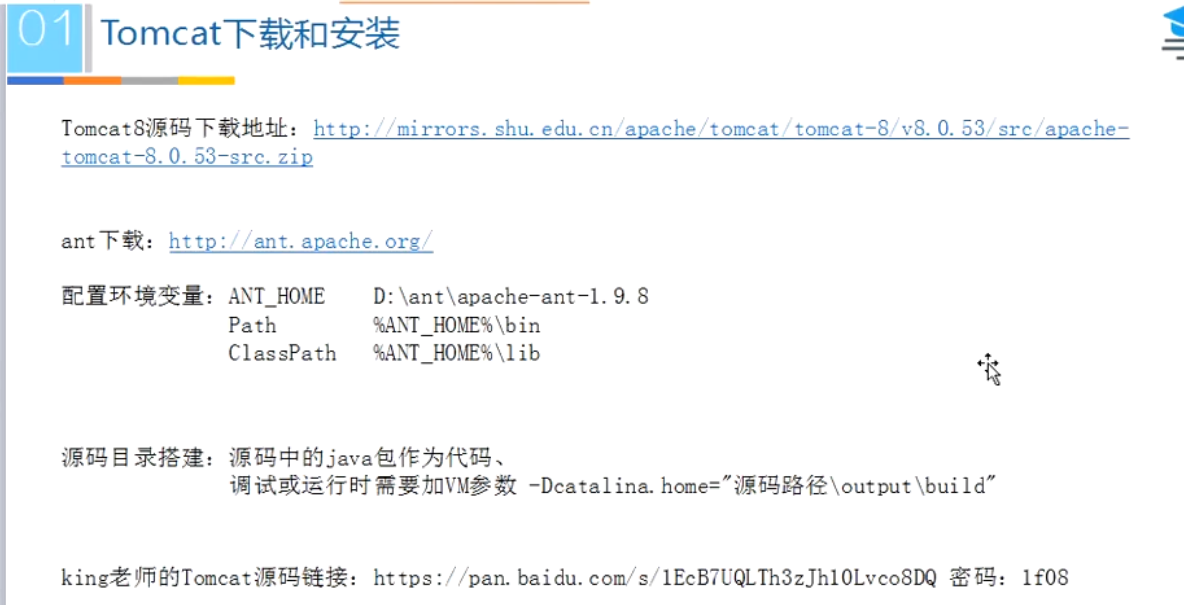 01
Tomcat下载和安装
Tomcat8源码下载地址：http://mirrors.shu.edu.cn/apache/tomcat/tomcat-8/v8.0.53/src/apache-
tomcat-8.0.53-src.zip
ant下载：http://ant.apache.org/
配置环境变量：ANT_HOME D:\ant\apache-ant-1.9.8
Path %ANT_HOME%\bin
ClassPath %ANT_HOME%\lib
源码目录搭建：源码中的java包作为代码、
调试或运行时需要加VM参数 -Dcatalina.home="源码路径\output\build"
king老师的Tomcat源码链接：https://pan.baidu.com/s/1EcB7UQLTh3zJhl0Lvco8DQ 密码：1f08